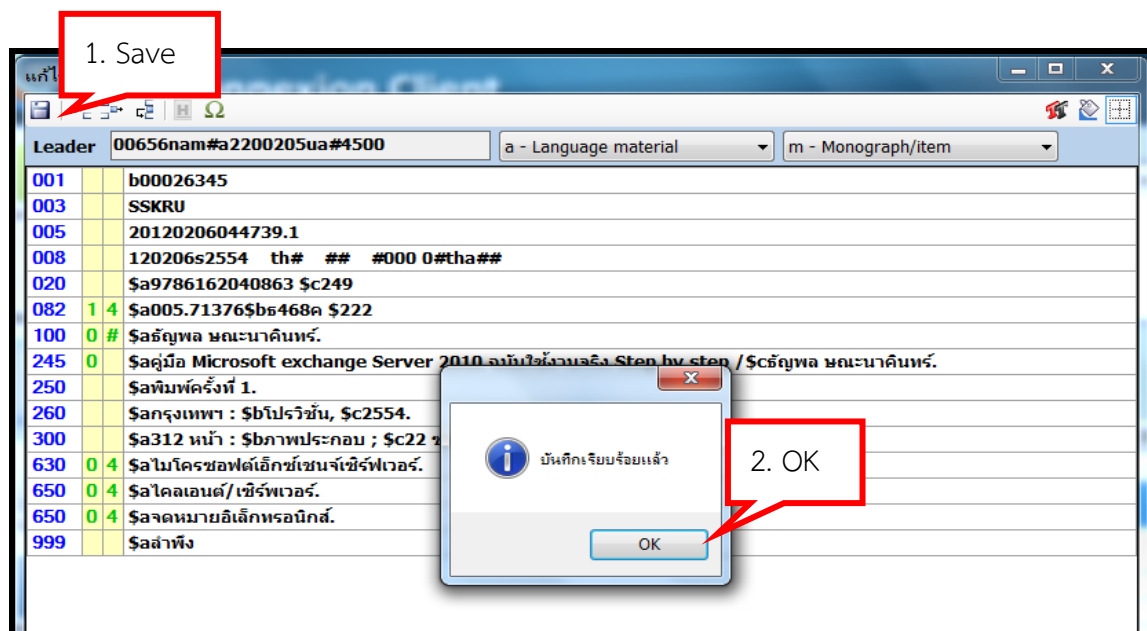 1. Save
แก้ไ
onnexion Client
H Ω
Leader 00656nam#a2200205ua#4500 a - Language material m - Monograph/item
001 b00026345
003 SSKRU
005 20120206044739.1
008 120206s2554 th# ## #000 0#tha##
020 $a9786162040863 $c249
082 1 4 $a005.71376$bธ468ค $222
100 0 # $aธัญพล ษณะนาคินทร์.
245 0 $aคู่มือ Microsoft exchange Server 2010 ฉบับใช้งานจริง Step by step /$cธัญพล ษณะนาคินทร์.
250 $aพิมพ์ครั้งที่ 1.
260 $aกรุงเทพฯ : $bโปรวิชั่น, $c2554.
300 $a312 หน้า : $bภาพประกอบ ; $c22
630 0 4 $aไมโครซอฟต์เอ็กซ์เชนจ์เซิร์ฟเวอร์.
650 0 4 $aไคลเอนต์/เซิร์พเวอร์.
650 0 4 $aจดหมายอิเล็กทรอนิกส์.
999 $aลำพึง
บันทึกเรียบร้อยแล้ว
2. OK
OK